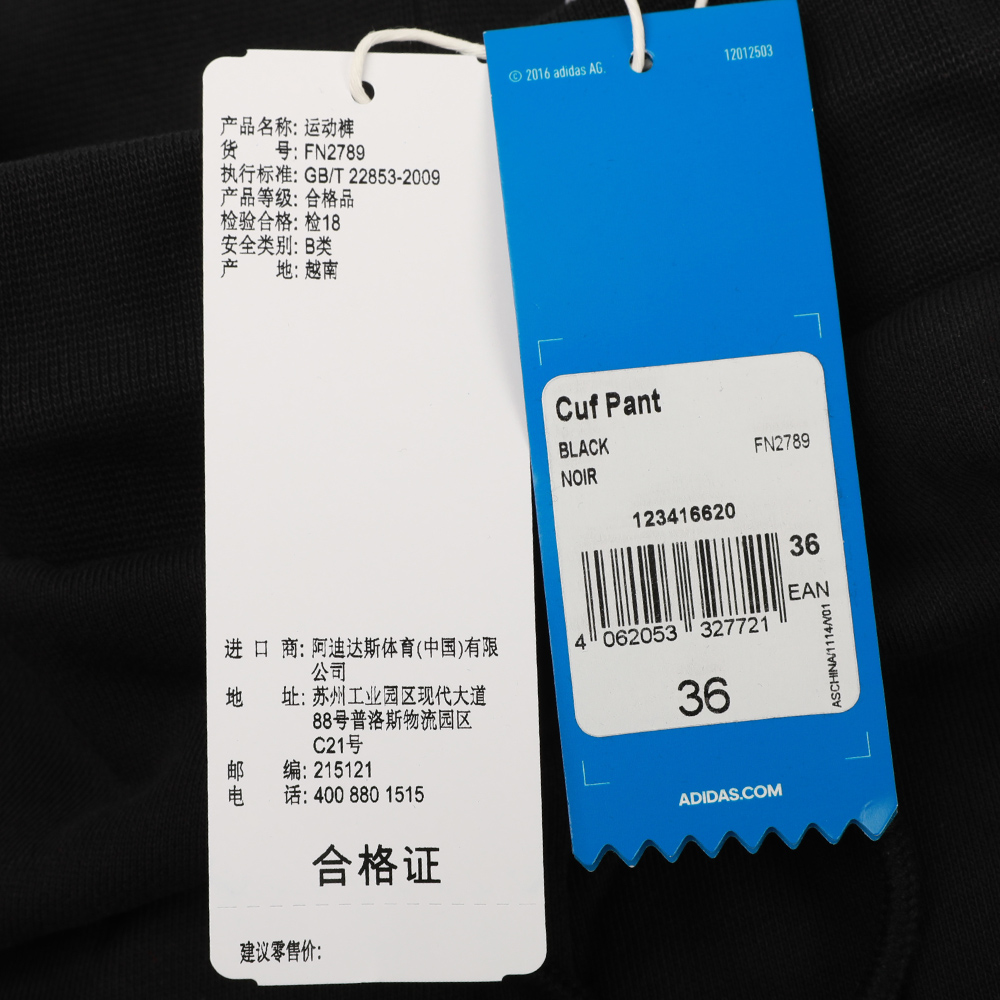 产品名称: 运动裤
货 号: FN2789
执行标准: GB/T 22853-2009
产品等级: 合格品
检验合格: 检18
安全类别: B类
产 地: 越南
进 口 商: 阿迪达斯体育(中国)有限
公司
地 址: 苏州工业园区现代大道
88号普洛斯物流园区
C21号
邮 编: 215121
电 话: 400 880 1515
合格证
建议零售价:
© 2016 adidas AG.
12012503
Cuf Pant
BLACK
FN2789
NOIR
123416620
36
EAN
4 062053 327721
36
ASCHINA/1114/V01
ADIDAS.COM